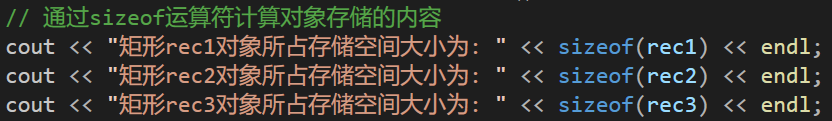 // 通过sizeof运算符计算对象存储的内容
cout << "矩形rec1对象所占存储空间大小为: " << sizeof(rec1) << endl;
cout << "矩形rec2对象所占存储空间大小为: " << sizeof(rec2) << endl;
cout << "矩形rec3对象所占存储空间大小为: " << sizeof(rec3) << endl;